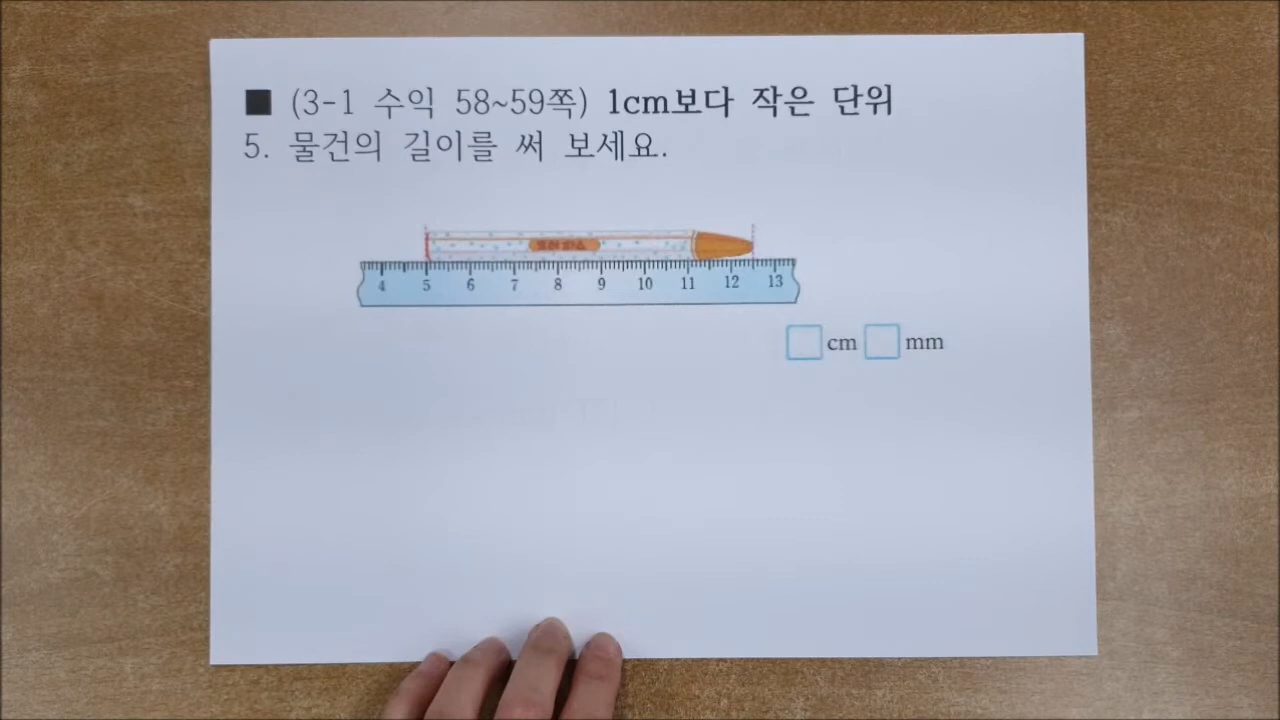 ■ (3-1 수익 58~59쪽) 1cm보다 작은 단위
5. 물건의 길이를 써 보세요.
4 5 6 7 8 9 10 11 12 13
cm mm